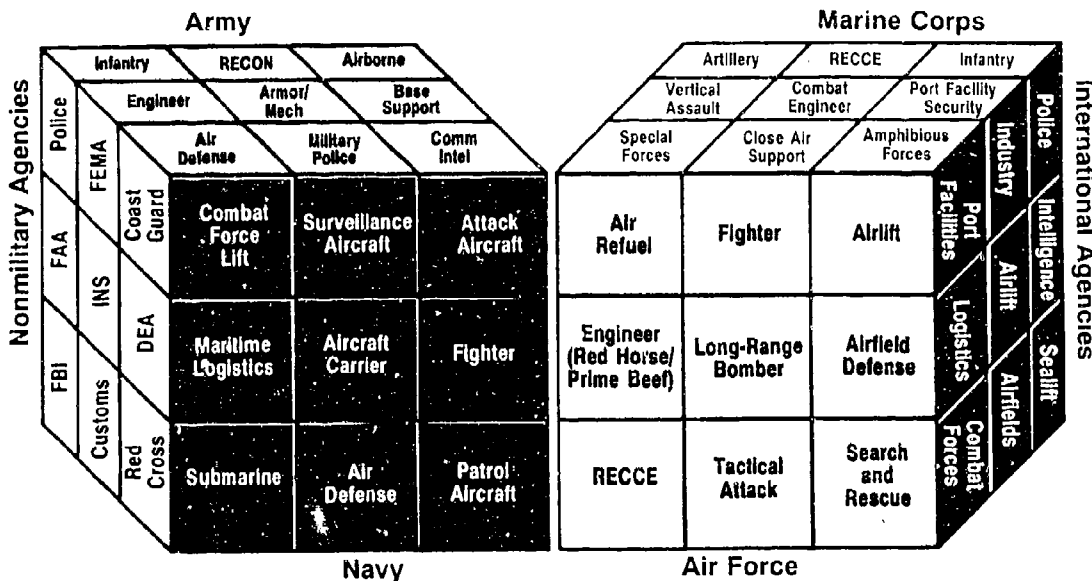 Army
Marine Corps
Nonmilitary Agencies
Infantry
RECON
Airborne
Engineer
Armor/
Mech
Base
Support
Air
Defense
Military
Police
Comm
Intel
Police
FAA
FBI
FEMA
INS
Customs
Coast
Guard
DEA
Red
Cross
Combat
Force
Lift
Surveillance
Aircraft
Attack
Aircraft
Maritime
Logistics
Aircraft
Carrier
Fighter
Submarine
Air
Defense
Patrol
Aircraft
Navy
Artillery
RECCE
Infantry
Vertical
Assault
Combat
Engineer
Port Facility
Security
Special
Forces
Close Air
Support
Amphibious
Forces
Air
Refuel
Fighter
Airlift
Engineer
(Red Horse/
Prime Beef)
Long-Range
Bomber
Airfield
Defense
RECCE
Tactical
Attack
Search
and
Rescue
Port
Facilities
Logistics
Combat
Forces
Industry
Airlift
Airfields
Police
Intelligence
Sealift
International Agencies
Air Force